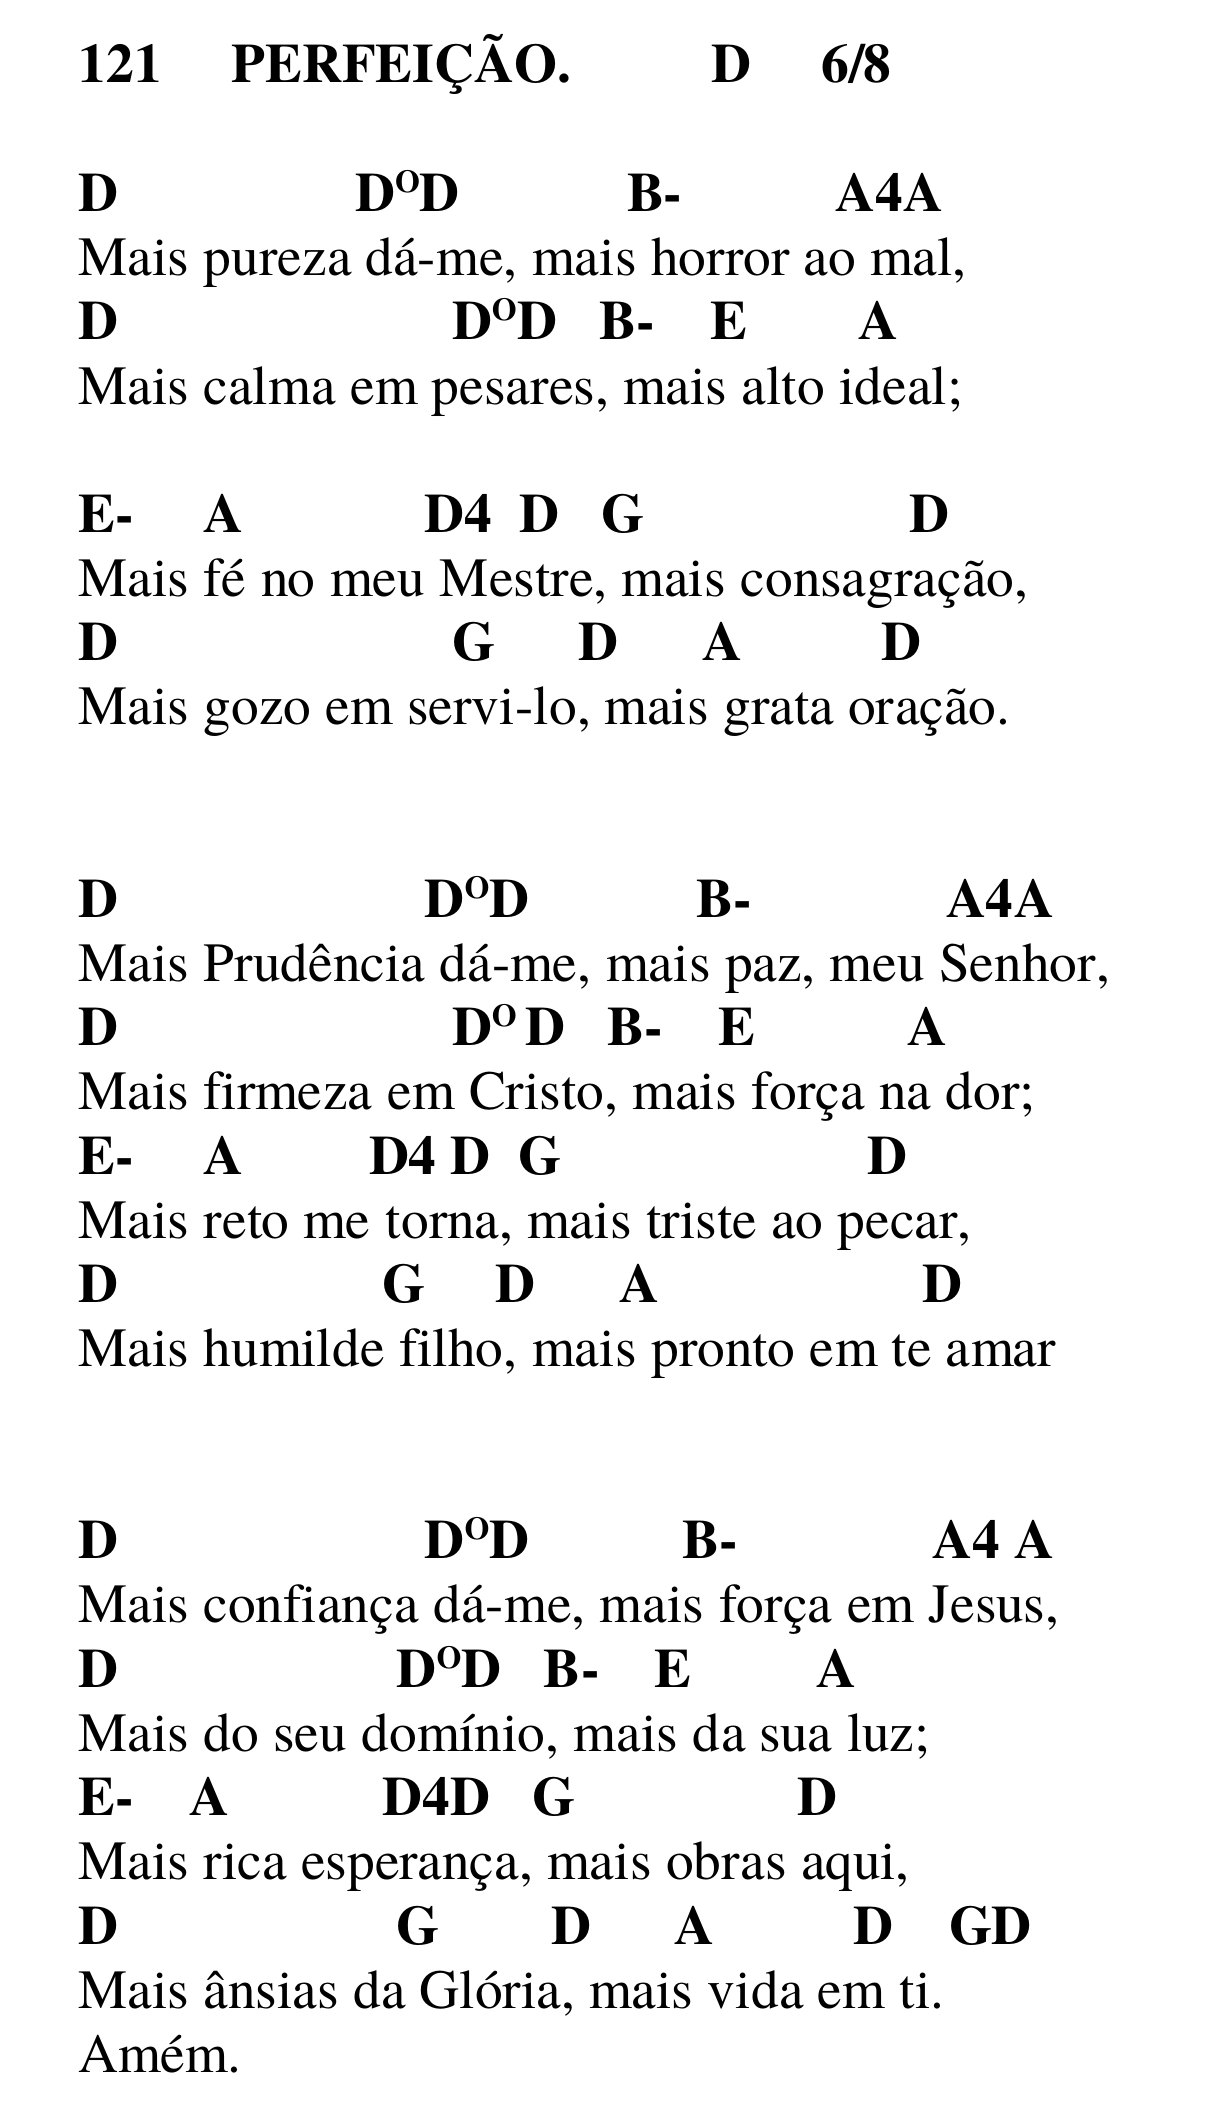 121 PERFEIÇÃO. D 6/8
D DºD B- A4A
Mais pureza dá-me, mais horror ao mal,
D DºD B- E A
Mais calma em pesares, mais alto ideal;
E- A D4 D G D
Mais fé no meu Mestre, mais consagração,
D G D A D
Mais gozo em servi-lo, mais grata oração.
D DºD B- A4A
Mais Prudência dá-me, mais paz, meu Senhor,
D Dº D B- E A
Mais firmeza em Cristo, mais força na dor;
E- A D4 D G D
Mais reto me torna, mais triste ao pecar,
D G D A D
Mais humilde filho, mais pronto em te amar
D DºD B- A4 A
Mais confiança dá-me, mais força em Jesus,
D DºD B- E A
Mais do seu domínio, mais da sua luz;
E- A D4D G D
Mais rica esperança, mais obras aqui,
D G D A D GD
Mais ânsias da Glória, mais vida em ti.
Amém.